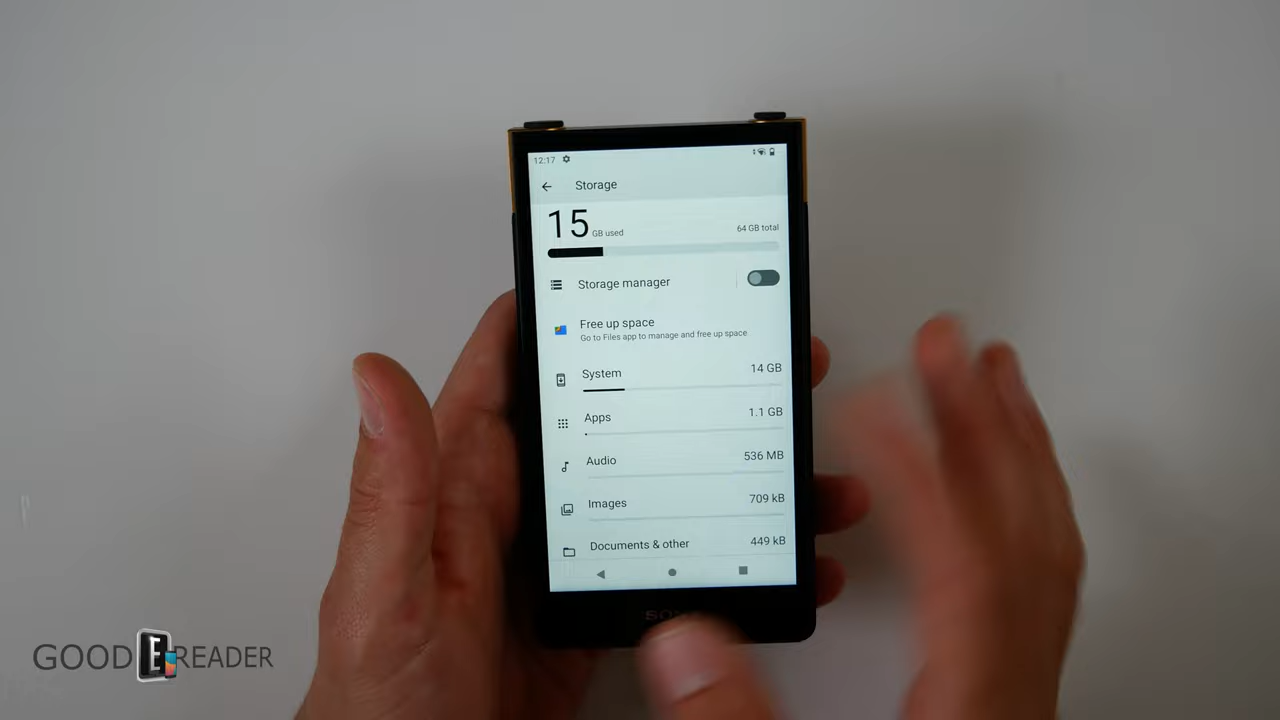 12:17
Storage
15 GB used
64 GB total
Storage manager
Free up space
Go to Files app to manage and free up space
System
14 GB
Apps
1.1 GB
Audio
536 MB
Images
709 kB
Documents & other
449 kB
SONY
GOOD E READER